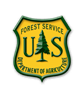 FOREST SERVICE
U S
DEPARTMENT OF AGRICULTURE